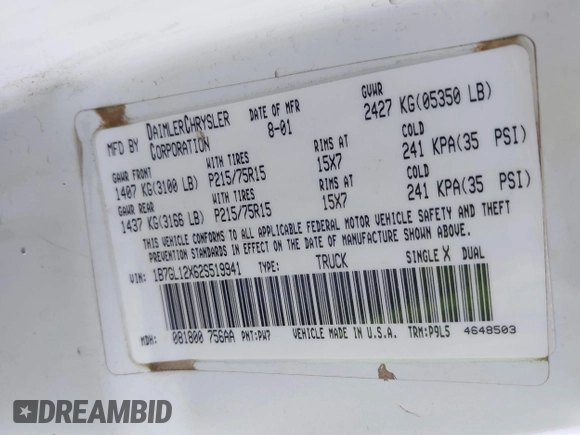 MFD BY DAIMLERCHRYSLER CORPORATION
DATE OF MFR 8-01
GVWR 2427 KG(05350 LB)
GAWR FRONT WITH TIRES RIMS AT COLD
1407 KG(3100 LB) P215/75R15 15X7 241 KPA(35 PSI)
GAWR REAR WITH TIRES RIMS AT COLD
1437 KG(3166 LB) P215/75R15 15X7 241 KPA(35 PSI)
THIS VEHICLE CONFORMS TO ALL APPLICABLE FEDERAL MOTOR VEHICLE SAFETY AND THEFT
PREVENTION STANDARDS IN EFFECT ON THE DATE OF MANUFACTURE SHOWN ABOVE.
VIN: 1B7GL12X62S519941 TYPE: TRUCK SINGLE X DUAL
MDH: 081800 756AA PNT:PW7 VEHICLE MADE IN U.S.A. TRM:P9L5 4648503
DREAMBID